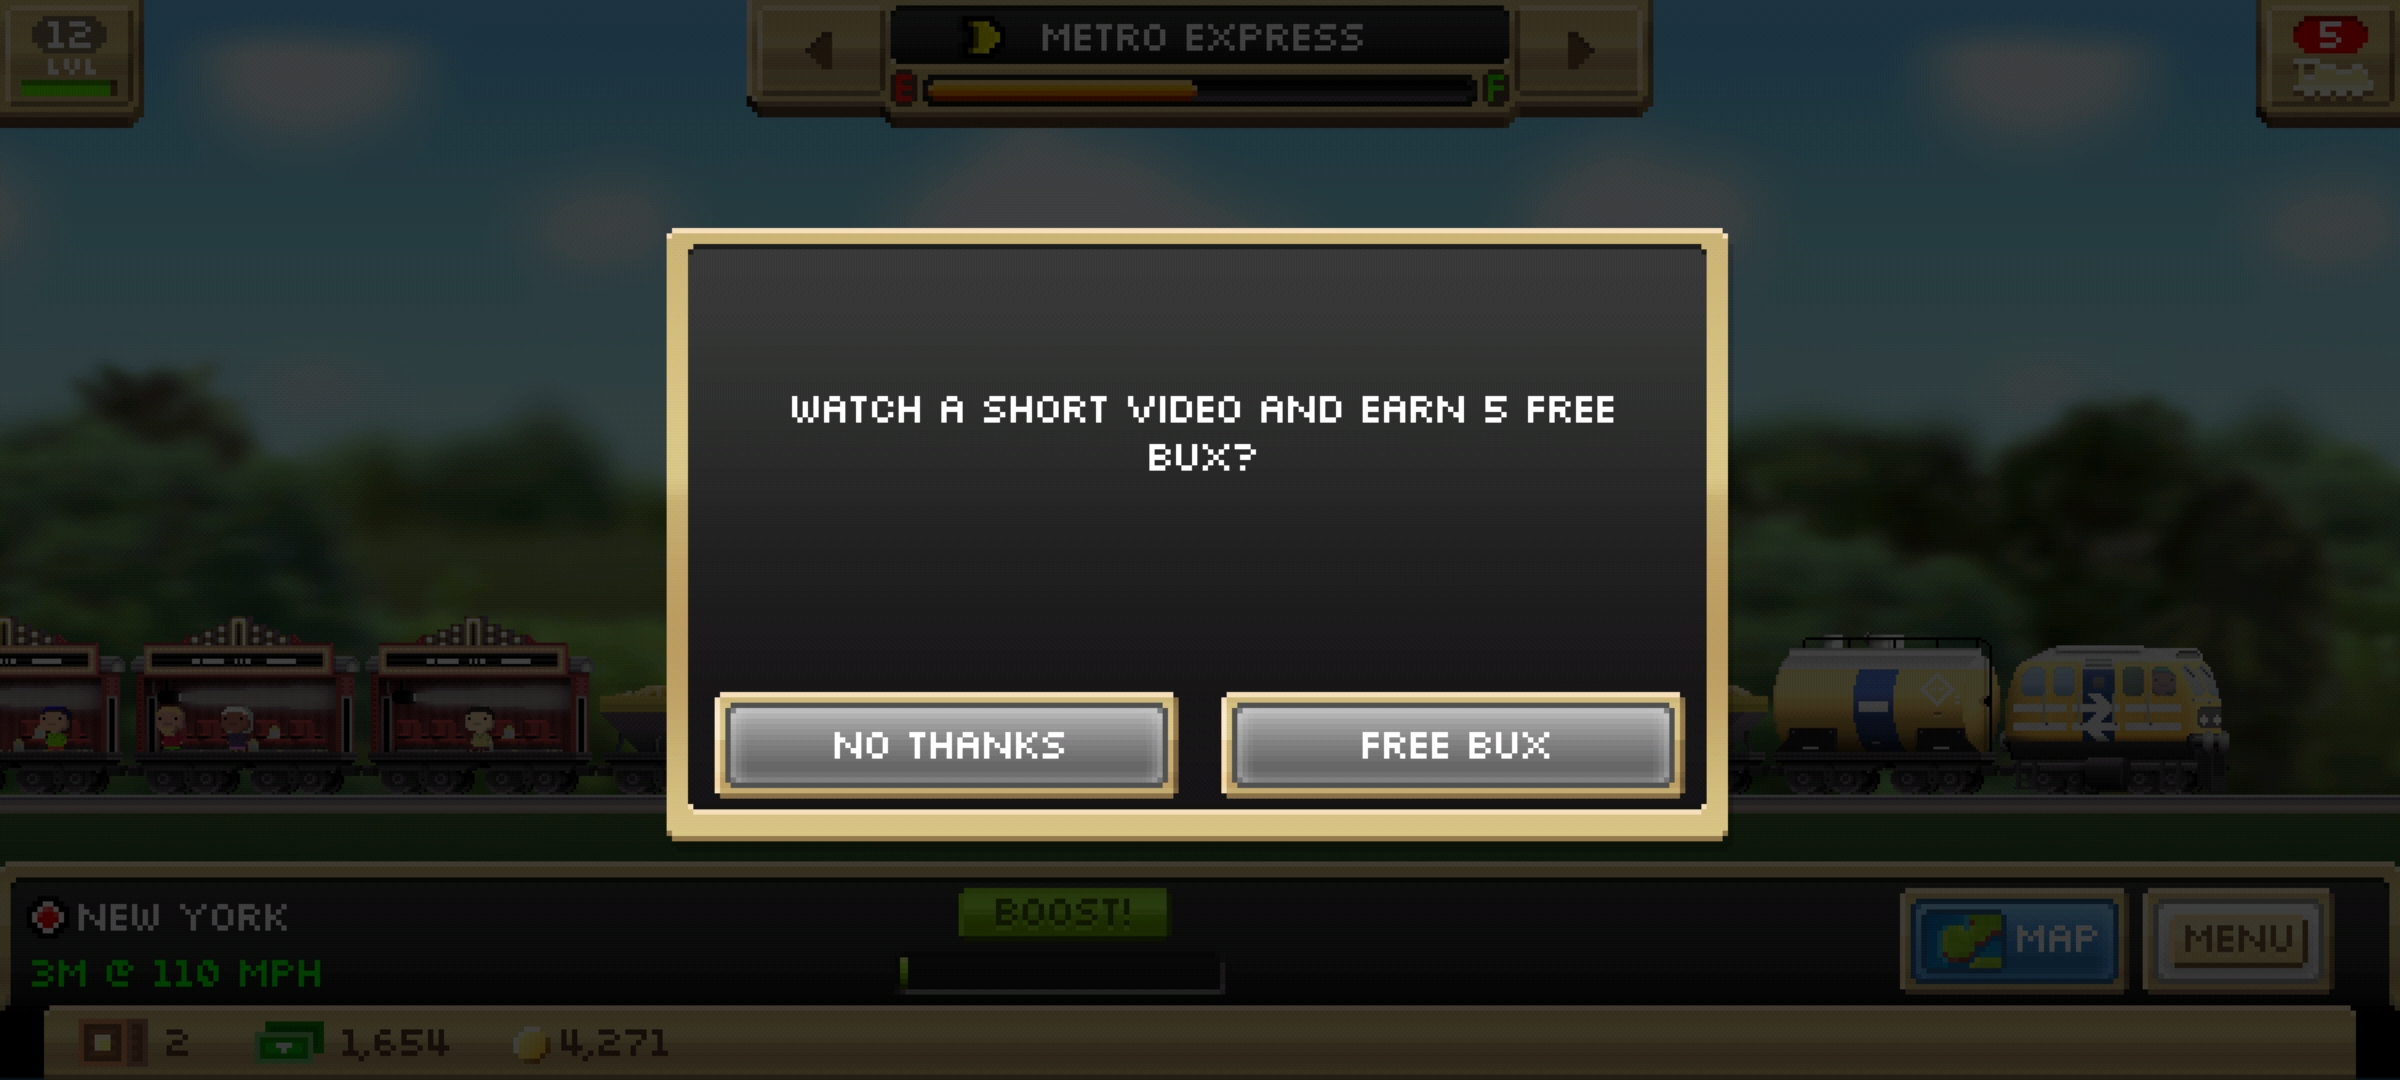 12
LVL
METRO EXPRESS
E F
5
WATCH A SHORT VIDEO AND EARN 5 FREE
BUX?
NO THANKS
FREE BUX
NEW YORK
3M @ 110 MPH
BOOST!
MAP
MENU
2
1,654
4,271